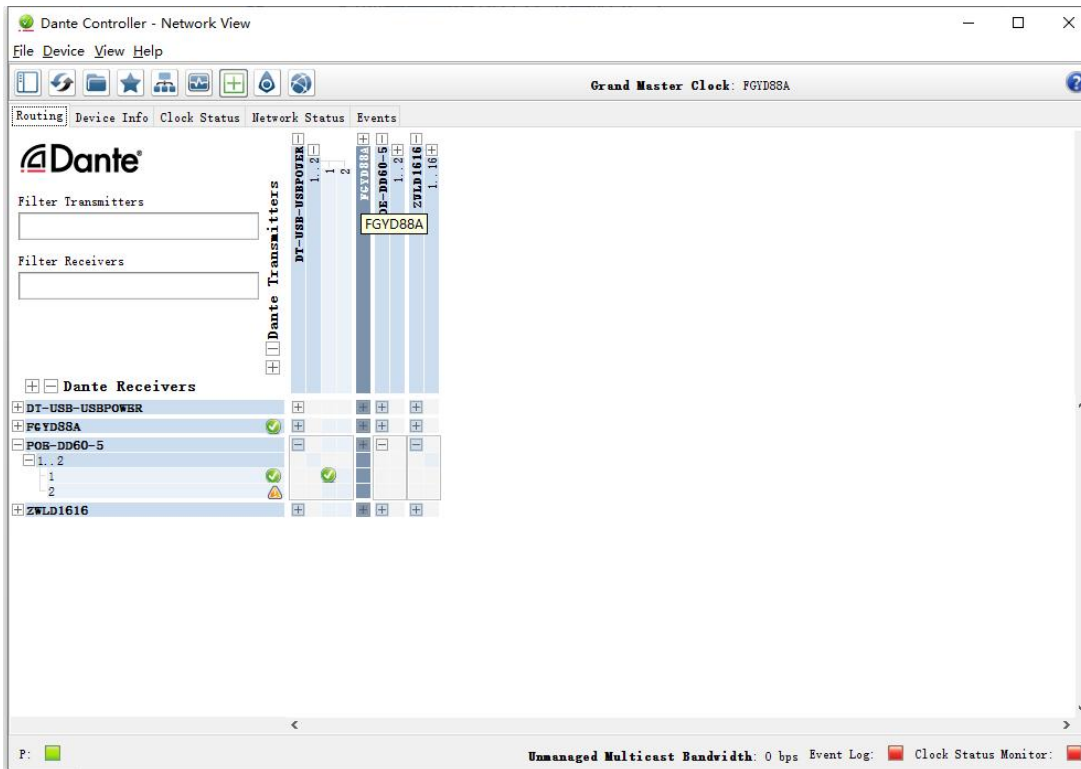 Dante Controller - Network View
File Device View Help
Grand Master Clock: FGYD88A
Routing Device Info Clock Status Network Status Events
Dante
Filter Transmitters
Filter Receivers
Dante Transmitters
DT-USB-USBPOWER
1..2
1
2
FGYD88A
OE-DD60-5
1..2
ZWLD1616
1..16
FGYD88A
Dante Receivers
DT-USB-USBPOWER
FGYD88A
POE-DD60-5
1..2
1
2
ZWLD1616
P:
Unmanaged Multicast Bandwidth: 0 bps Event Log: Clock Status Monitor: